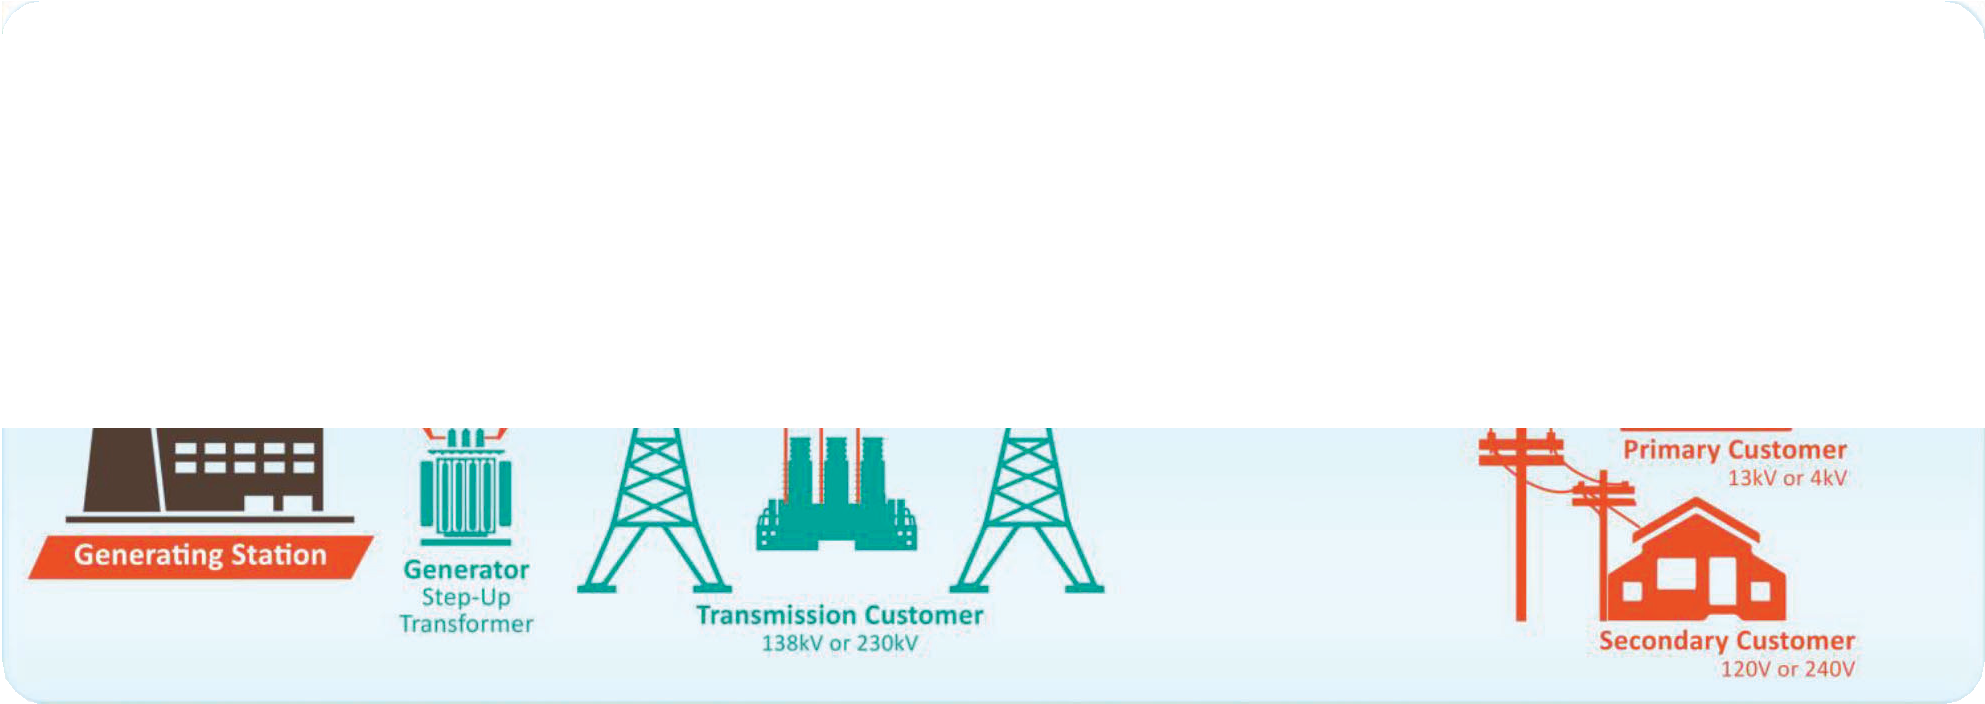 Generating Station
Generator
Step-Up
Transformer
Transmission Customer
138kV or 230kV
Primary Customer
13kV or 4kV
Secondary Customer
120V or 240V